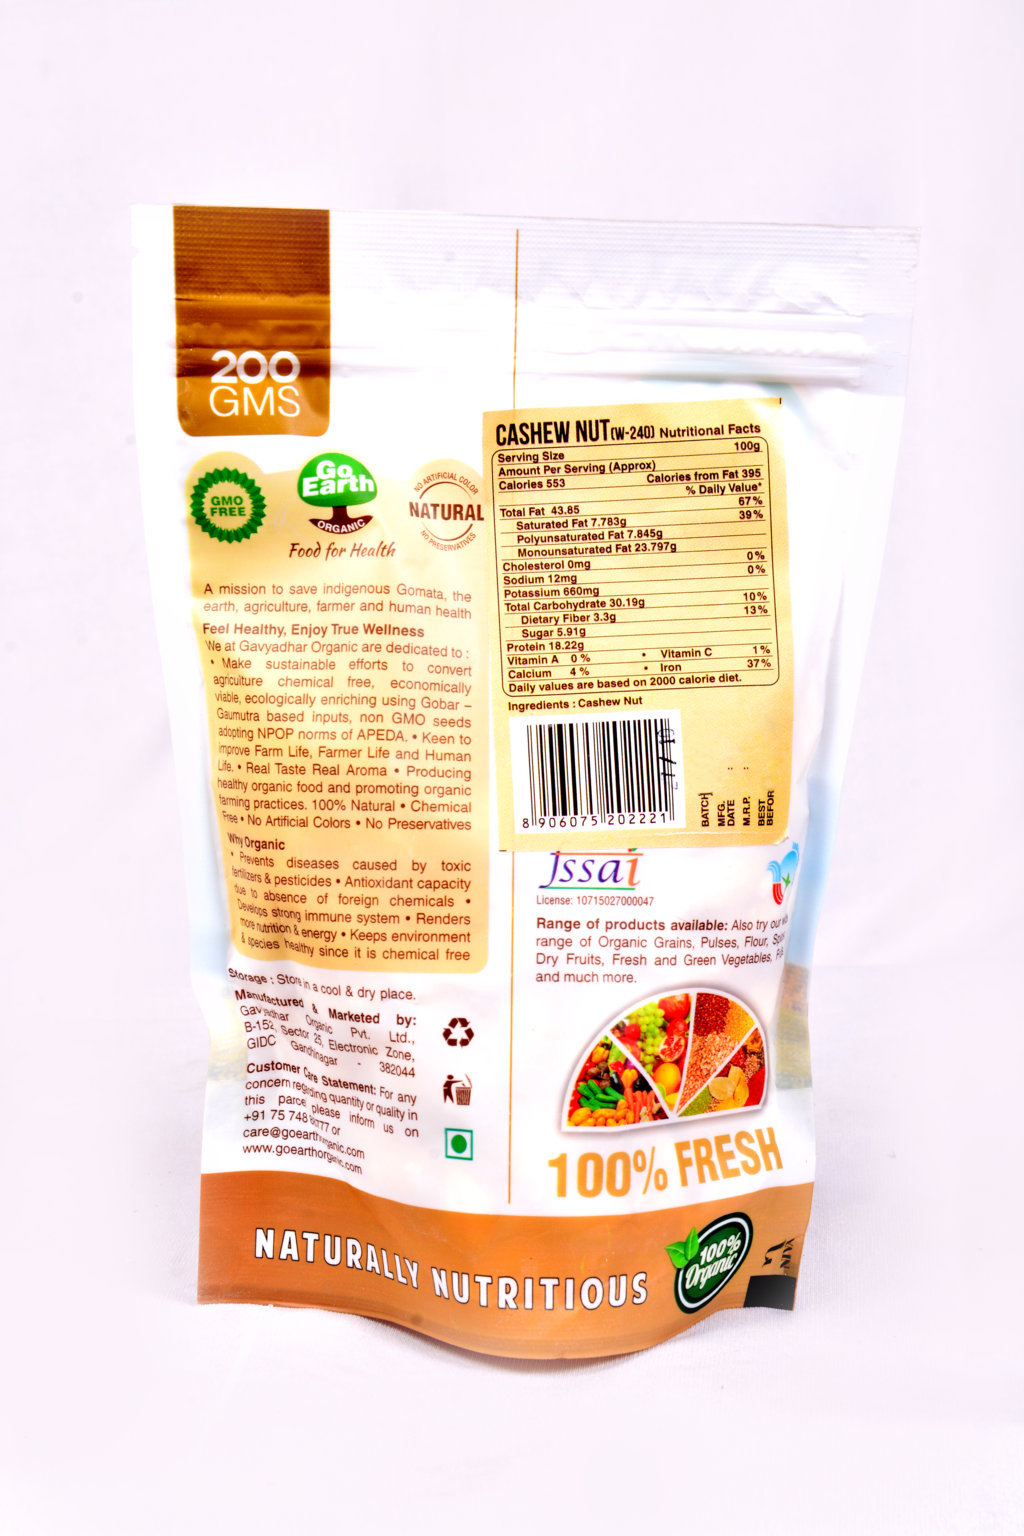 200
GMS
GMO
FREE
Go
Earth
ORGANIC
Food for Health
NO ARTIFICIAL COLOR
NATURAL
NO PRESERVATIVES
A mission to save indigenous Gomata, the
earth, agriculture, farmer and human health
Feel Healthy, Enjoy True Wellness
We at Gavyadhar Organic are dedicated to :
• Make sustainable efforts to convert
agriculture chemical free, economically
viable, ecologically enriching using Gobar –
Gaumutra based inputs, non GMO seeds
adopting NPOP norms of APEDA. • Keen to
improve Farm Life, Farmer Life and Human
Life. • Real Taste Real Aroma • Producing
healthy organic food and promoting organic
farming practices. 100% Natural • Chemical
Free • No Artificial Colors • No Preservatives
Why Organic
• Prevents diseases caused by toxic
fertilizers & pesticides • Antioxidant capacity
due to absence of foreign chemicals •
Develops strong immune system • Renders
more nutrition & energy • Keeps environment
& species healthy since it is chemical free
Storage : Store in a cool & dry place.
Manufactured & Marketed by:
Gavyadhar Organic Pvt. Ltd.,
B-152, Sector 25, Electronic Zone,
GIDC Gandhinagar - 382044
Customer Care Statement: For any
concern regarding quantity or quality in
this parcel please inform us on
+91 75 748 or
care@goearthorganic.com
www.goearthorganic.com
CASHEW NUT (W-240) Nutritional Facts
Serving Size 100g
Amount Per Serving (Approx)
Calories 553 Calories from Fat 395
% Daily Value*
Total Fat 43.85 67%
Saturated Fat 7.783g 39%
Polyunsaturated Fat 7.845g
Monounsaturated Fat 23.797g
Cholesterol 0mg 0%
Sodium 12mg 0%
Potassium 660mg
Total Carbohydrate 30.19g 10%
Dietary Fiber 3.3g 13%
Sugar 5.91g
Protein 18.22g
Vitamin A 0% • Vitamin C 1%
Calcium 4% • Iron 37%
Daily values are based on 2000 calorie diet.
Ingredients : Cashew Nut
8 906075 202221
BATCH
MFG.
DATE
M.R.P.
BEST
BEFOR
fssai
License: 10715027000047
Range of products available: Also try our
range of Organic Grains, Pulses, Flour,
Dry Fruits, Fresh and Green Vegetables,
and much more.
100% FRESH
NATURALLY NUTRITIOUS
100%
Organic